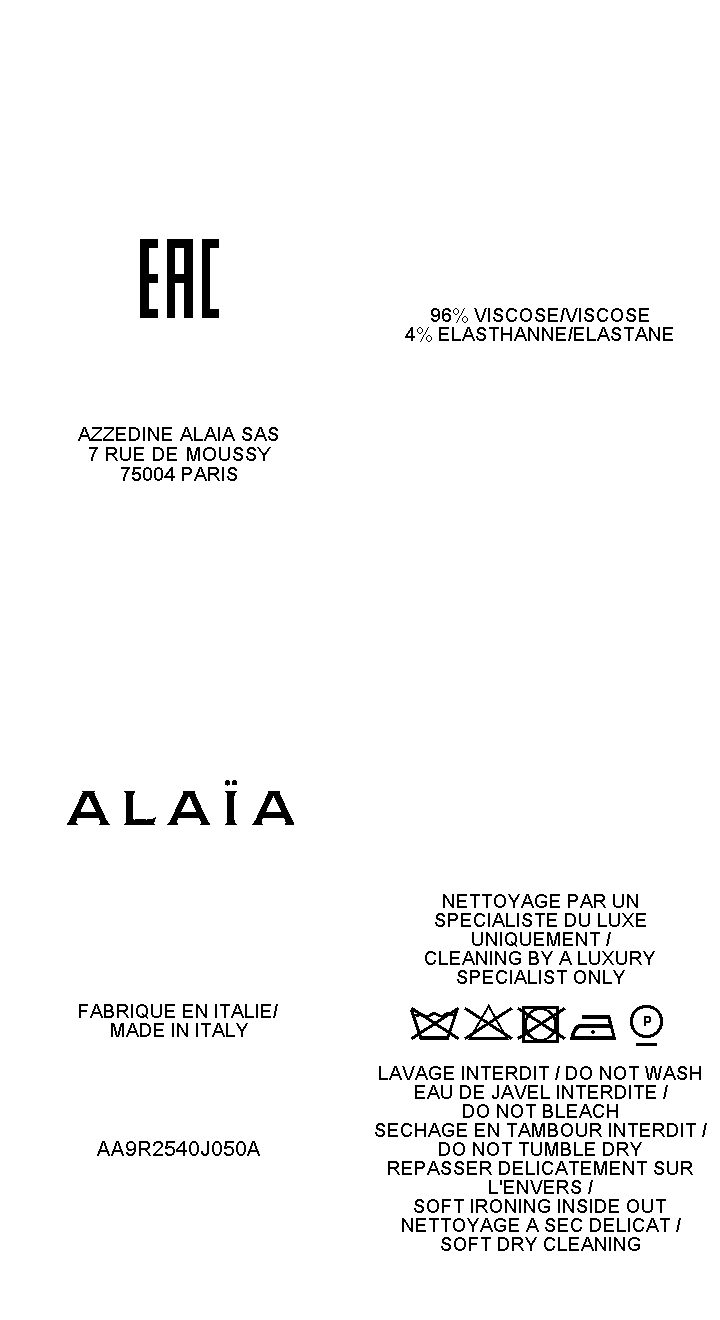 EAC
96% VISCOSE/VISCOSE
4% ELASTHANNE/ELASTANE
AZZEDINE ALAIA SAS
7 RUE DE MOUSSY
75004 PARIS
ALAÏA
FABRIQUE EN ITALIE/
MADE IN ITALY
AA9R2540J050A
NETTOYAGE PAR UN
SPECIALISTE DU LUXE
UNIQUEMENT /
CLEANING BY A LUXURY
SPECIALIST ONLY
P
LAVAGE INTERDIT / DO NOT WASH
EAU DE JAVEL INTERDITE /
DO NOT BLEACH
SECHAGE EN TAMBOUR INTERDIT /
DO NOT TUMBLE DRY
REPASSER DELICATEMENT SUR
L'ENVERS /
SOFT IRONING INSIDE OUT
NETTOYAGE A SEC DELICAT /
SOFT DRY CLEANING